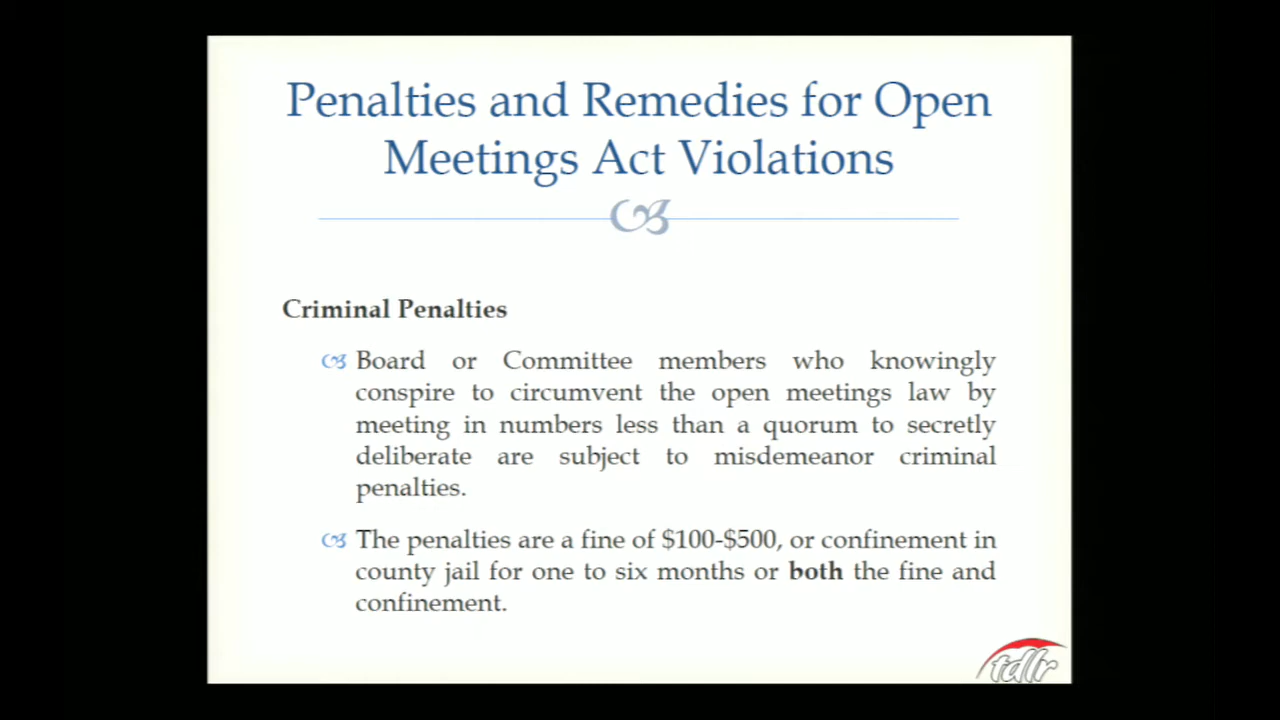 Penalties and Remedies for Open
Meetings Act Violations
Criminal Penalties
Board or Committee members who knowingly
conspire to circumvent the open meetings law by
meeting in numbers less than a quorum to secretly
deliberate are subject to misdemeanor criminal
penalties.
The penalties are a fine of $100-$500, or confinement in
county jail for one to six months or both the fine and
confinement.
tdlr